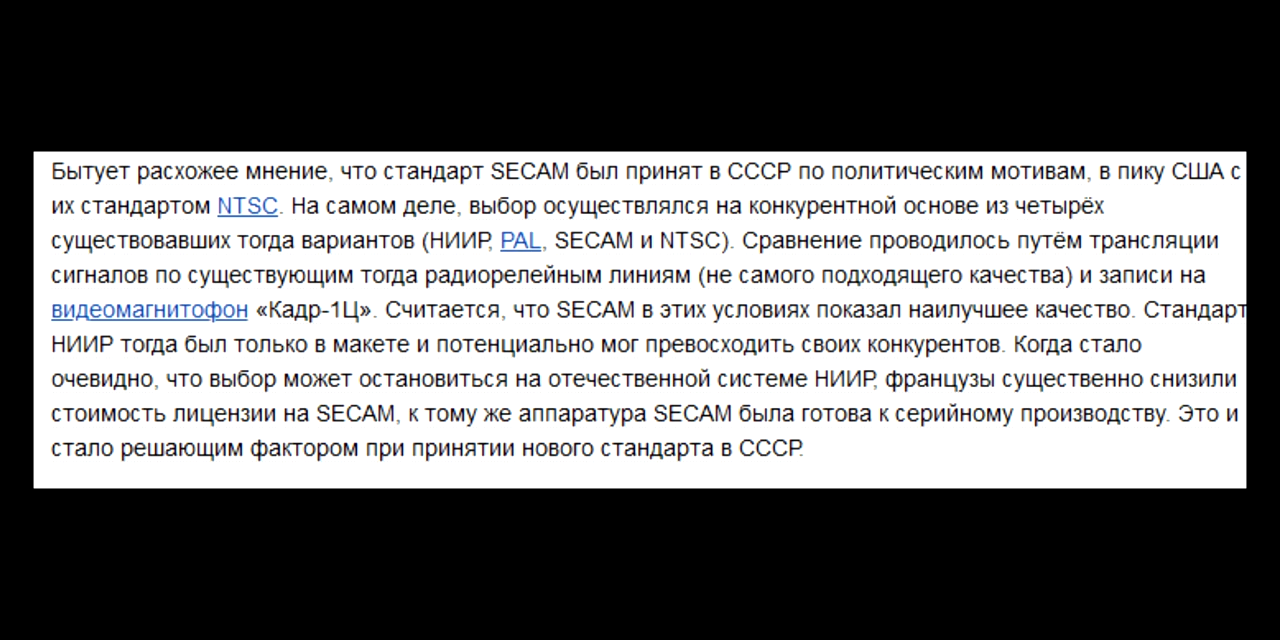 Бытует расхожее мнение, что стандарт SECAM был принят в СССР по политическим мотивам, в пику США с
их стандартом NTSC. На самом деле, выбор осуществлялся на конкурентной основе из четырёх
существовавших тогда вариантов (НИИР, PAL, SECAM и NTSC). Сравнение проводилось путём трансляции
сигналов по существующим тогда радиорелейным линиям (не самого подходящего качества) и записи на
видеомагнитофон «Кадр-1Ц». Считается, что SECAM в этих условиях показал наилучшее качество. Стандарт
НИИР тогда был только в макете и потенциально мог превосходить своих конкурентов. Когда стало
очевидно, что выбор может остановиться на отечественной системе НИИР, французы существенно снизили
стоимость лицензии на SECAM, к тому же аппаратура SECAM была готова к серийному производству. Это и
стало решающим фактором при принятии нового стандарта в СССР.